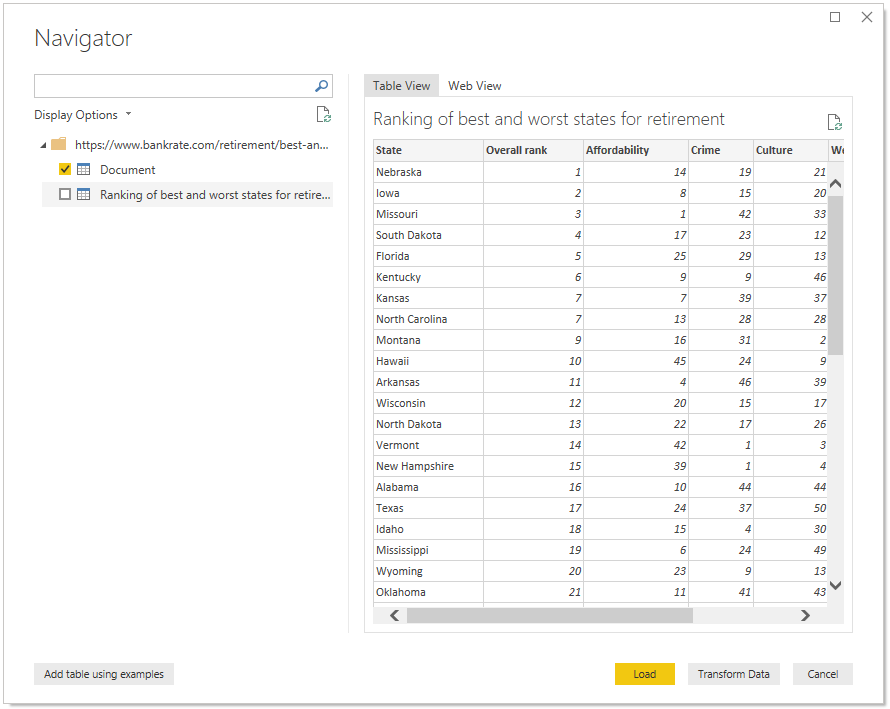 Navigator
Display Options
https://www.bankrate.com/retirement/best-an...
Document
Ranking of best and worst states for retire...
Table View Web View
Ranking of best and worst states for retirement
State Overall rank Affordability Crime Culture We
Nebraska 1 14 19 21
Iowa 2 8 15 20
Missouri 3 1 42 33
South Dakota 4 17 23 12
Florida 5 25 29 13
Kentucky 6 9 9 46
Kansas 7 7 39 37
North Carolina 7 13 28 28
Montana 9 16 31 2
Hawaii 10 45 24 9
Arkansas 11 4 46 39
Wisconsin 12 20 15 17
North Dakota 13 22 17 26
Vermont 14 42 1 3
New Hampshire 15 39 1 4
Alabama 16 10 44 44
Texas 17 24 37 50
Idaho 18 15 4 30
Mississippi 19 6 24 49
Wyoming 20 23 9 13
Oklahoma 21 11 41 43
Add table using examples Load Transform Data Cancel